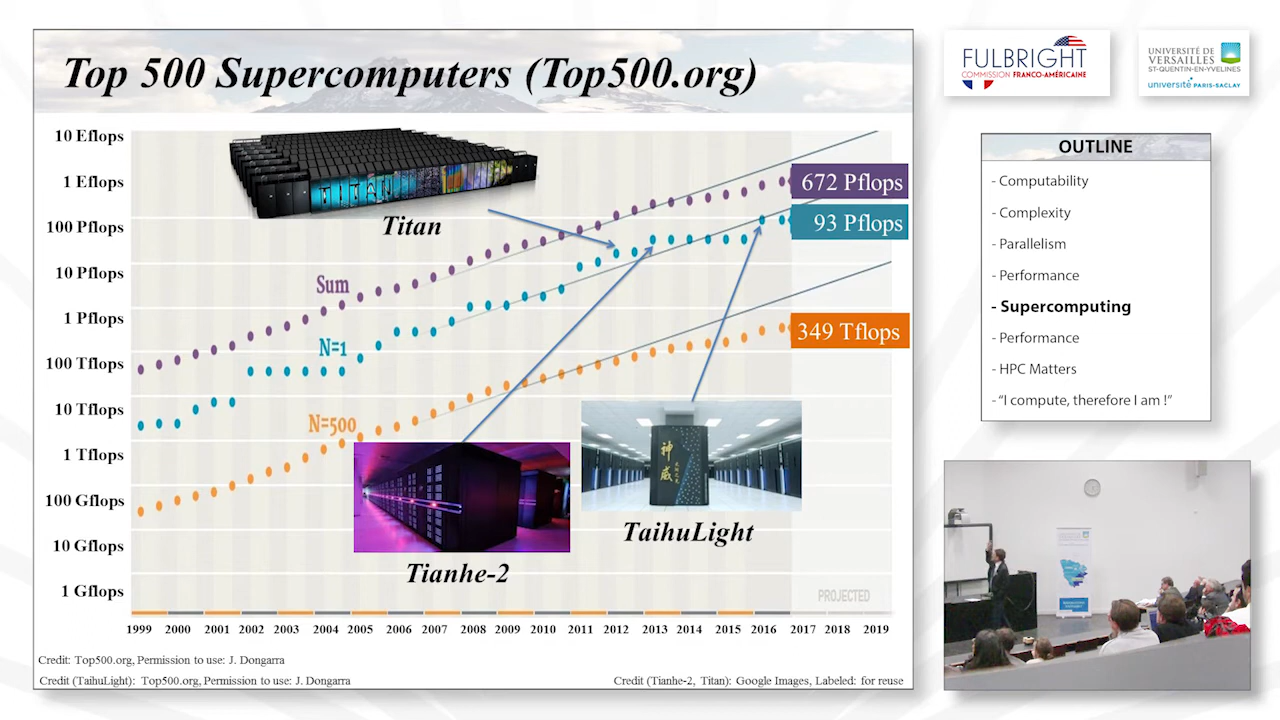 Top 500 Supercomputers (Top500.org)
10 Eflops
1 Eflops
100 Pflops
10 Pflops
1 Pflops
100 Tflops
10 Tflops
1 Tflops
100 Gflops
10 Gflops
1 Gflops
TITAN
Titan
Sum
N=1
N=500
672 Pflops
93 Pflops
349 Tflops
神
威
Tianhe-2
TaihuLight
PROJECTED
1999 2000 2001 2002 2003 2004 2005 2006 2007 2008 2009 2010 2011 2012 2013 2014 2015 2016 2017 2018 2019
Credit: Top500.org, Permission to use: J. Dongarra
Credit (TaihuLight): Top500.org, Permission to use: J. Dongarra
Credit (Tianhe-2, Titan): Google Images, Labeled: for reuse
FULBRIGHT
COMMISSION FRANCO-AMÉRICAINE
UNIVERSITÉ DE
VERSAILLES
ST-QUENTIN-EN-YVELINES
université PARIS-SACLAY
OUTLINE
- Computability
- Complexity
- Parallelism
- Performance
- Supercomputing
- Performance
- HPC Matters
- “I compute, therefore I am !”